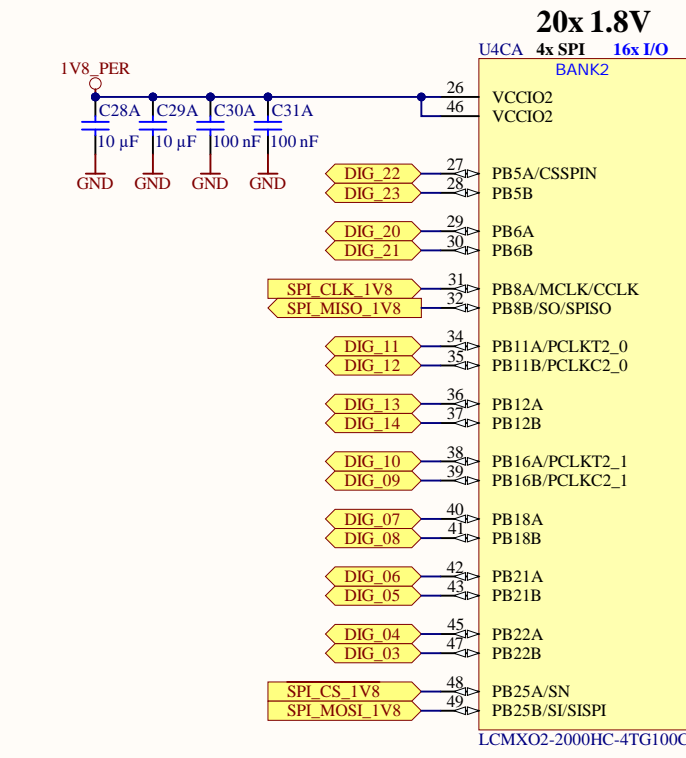 20x 1.8V
U4CA 4x SPI 16x I/O
BANK2
1V8_PER
26 VCCIO2
46 VCCIO2
C28A C29A C30A C31A
10 µF 10 µF 100 nF 100 nF
GND GND GND GND
DIG_22 27 PB5A/CSSPIN
DIG_23 28 PB5B
DIG_20 29 PB6A
DIG_21 30 PB6B
SPI_CLK_1V8 31 PB8A/MCLK/CCLK
SPI_MISO_1V8 32 PB8B/SO/SPISO
DIG_11 34 PB11A/PCLKT2_0
DIG_12 35 PB11B/PCLKC2_0
DIG_13 36 PB12A
DIG_14 37 PB12B
DIG_10 38 PB16A/PCLKT2_1
DIG_09 39 PB16B/PCLKC2_1
DIG_07 40 PB18A
DIG_08 41 PB18B
DIG_06 42 PB21A
DIG_05 43 PB21B
DIG_04 45 PB22A
DIG_03 47 PB22B
SPI_CS_1V8 48 PB25A/SN
SPI_MOSI_1V8 49 PB25B/SI/SISPI
LCMXO2-2000HC-4TG100C